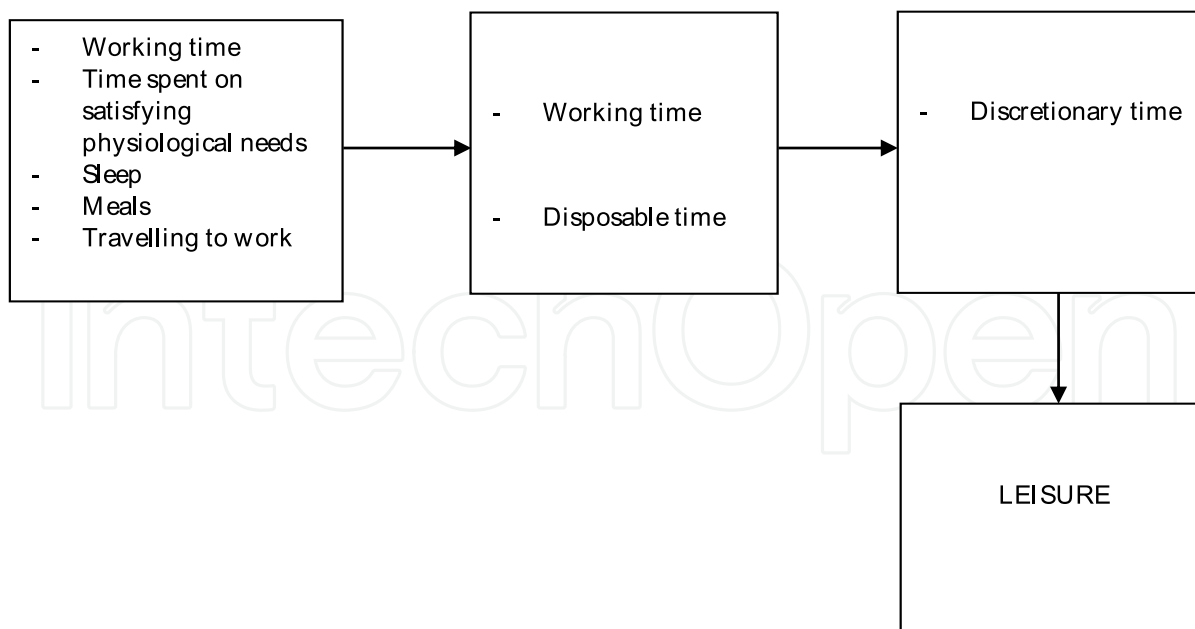 - Working time
- Time spent on
satisfying
physiological needs
- Sleep
- Meals
- Travelling to work
- Working time
- Disposable time
- Discretionary time
LEISURE
IntechOpen